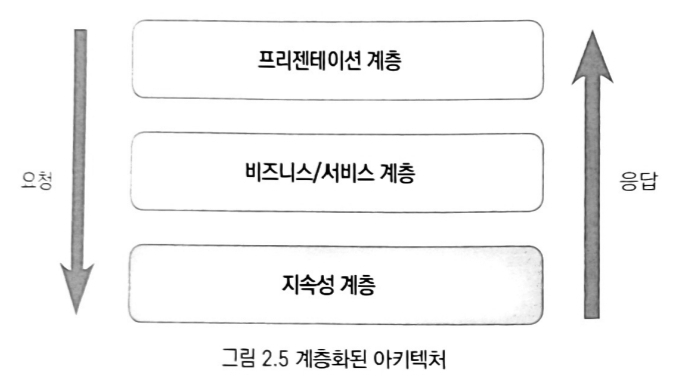 프리젠테이션 계층
비즈니스/서비스 계층
요청
응답
지속성 계층
그림 2.5 계층화된 아키텍처